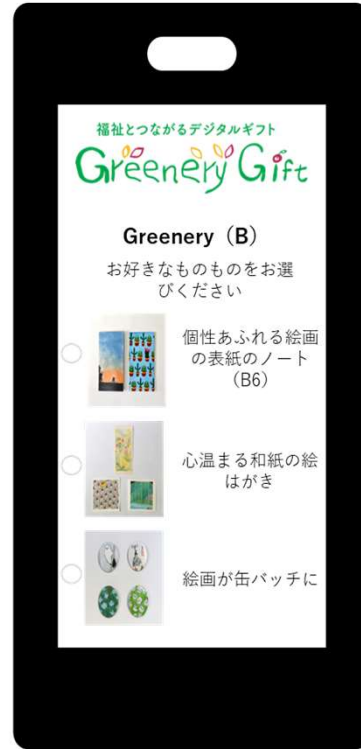 福祉とつながるデジタルギフト
Greenery Gift
Greenery（B）
お好きなものものをお選
びください
個性あふれる絵画
の表紙のノート
（B6）
心温まる和紙の絵
はがき
絵画が缶バッチに